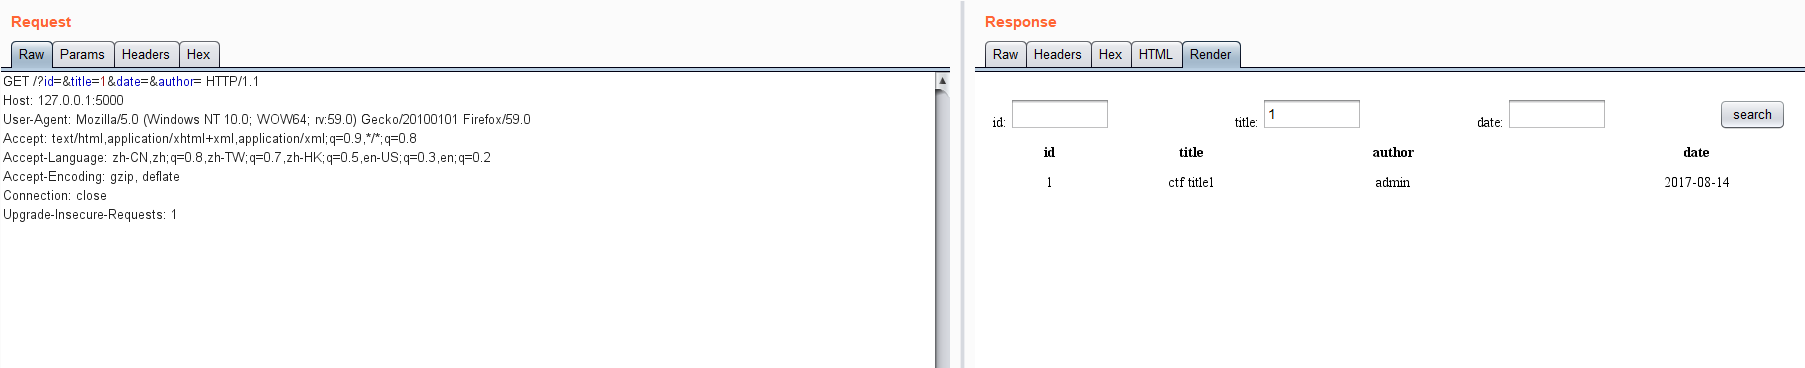 Request
Raw Params Headers Hex
GET /?id=&title=1&date=&author= HTTP/1.1
Host: 127.0.0.1:5000
User-Agent: Mozilla/5.0 (Windows NT 10.0; WOW64; rv:59.0) Gecko/20100101 Firefox/59.0
Accept: text/html,application/xhtml+xml,application/xml;q=0.9,*/*;q=0.8
Accept-Language: zh-CN,zh;q=0.8,zh-TW;q=0.7,zh-HK;q=0.5,en-US;q=0.3,en;q=0.2
Accept-Encoding: gzip, deflate
Connection: close
Upgrade-Insecure-Requests: 1
Response
Raw Headers Hex HTML Render
id: title: 1 date: search
id title author date
1 ctf title1 admin 2017-08-14